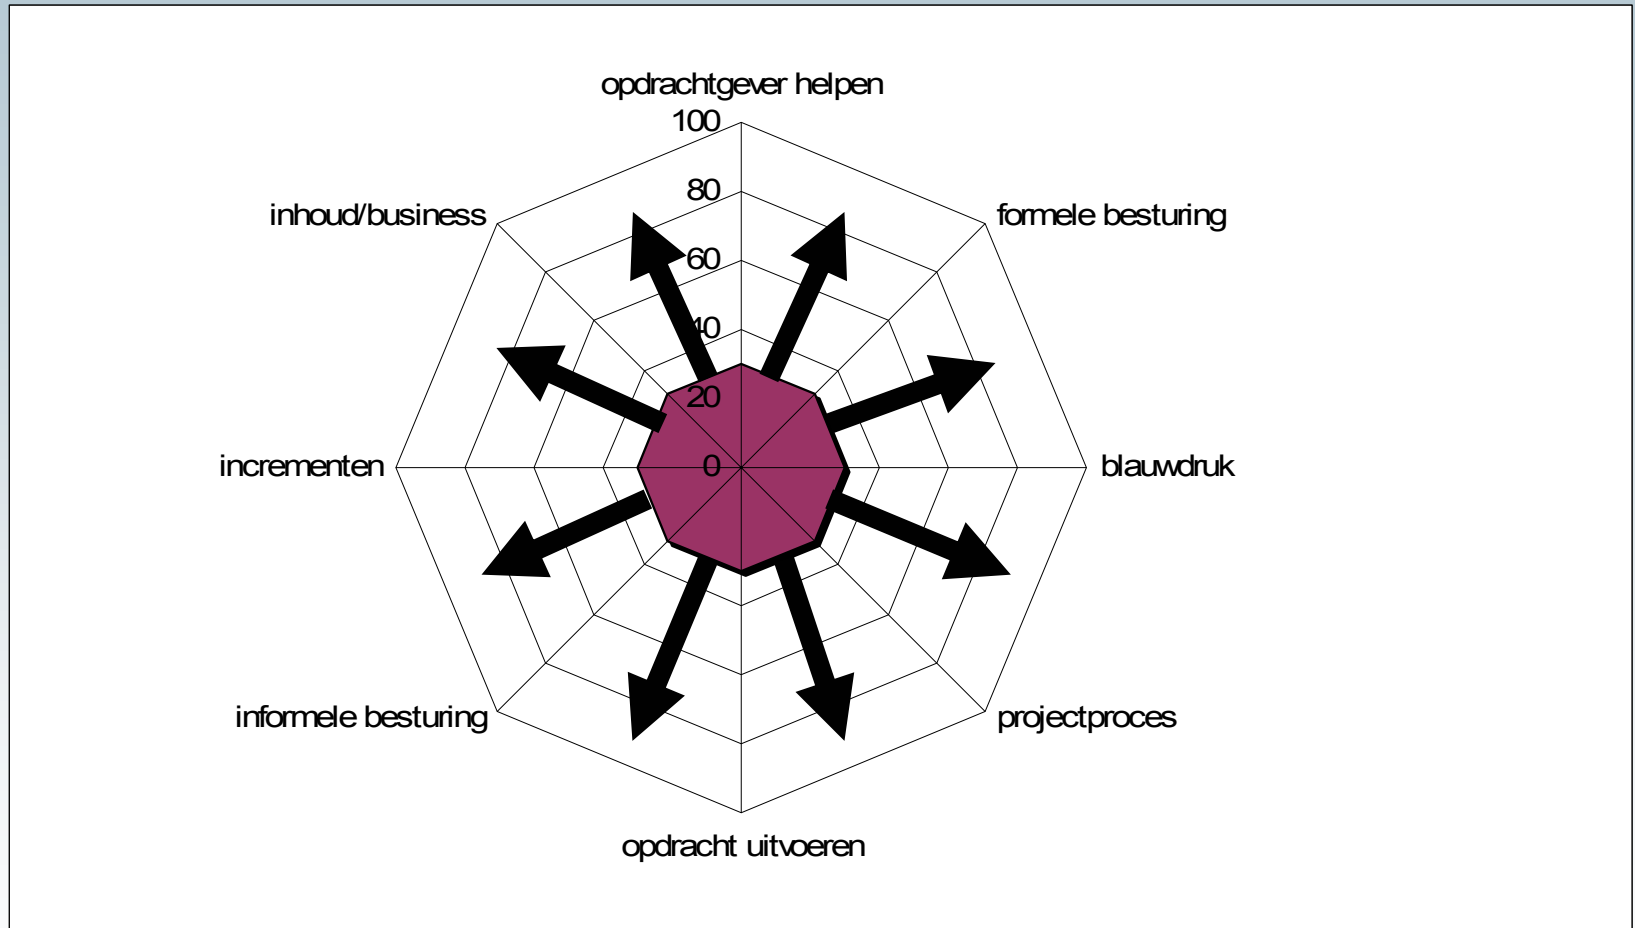 opdrachtgever helpen
100
80
inhoud/business
formele besturing
60
40
20
incrementen
0
blauwdruk
informele besturing
projectproces
opdracht uitvoeren